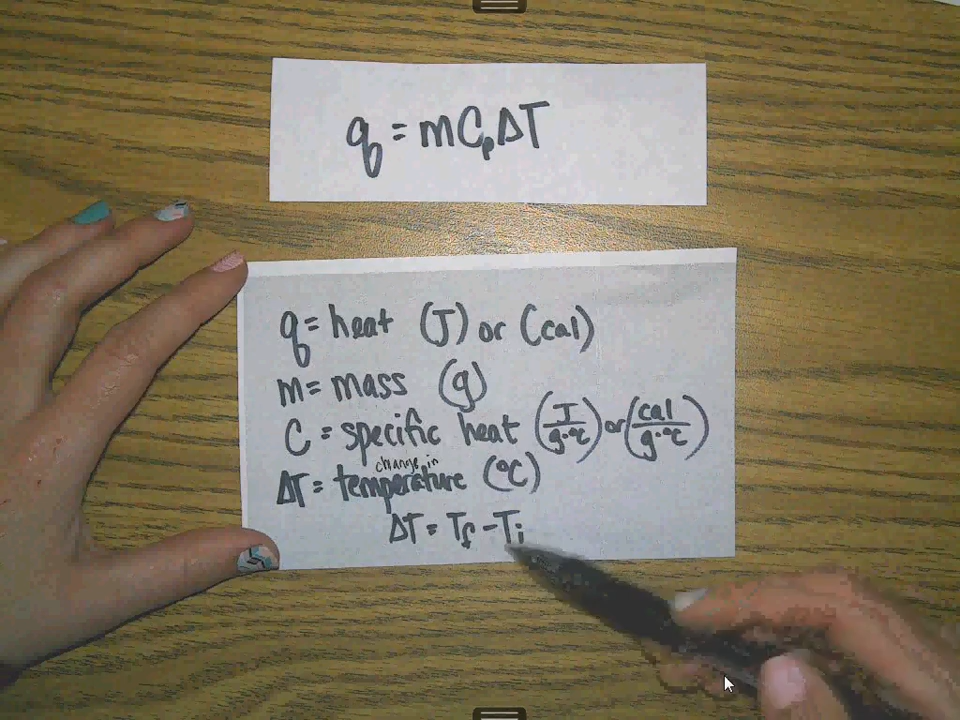 q = mCpΔT
q = heat (J) or (cal)
m = mass (g)
C = specific heat (J/g·°C) or (cal/g·°C)
change in
ΔT = temperature (°C)
ΔT = Tf - Ti